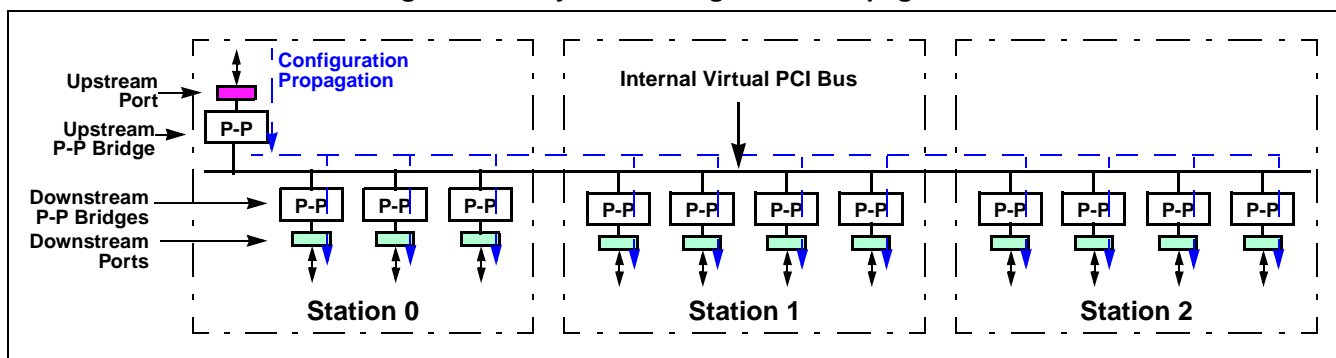 Configuration
Propagation
Internal Virtual PCI Bus
Upstream
Port
Upstream
P-P Bridge
P-P
Downstream
P-P Bridges
P-P P-P P-P P-P P-P P-P P-P P-P P-P P-P P-P
Downstream
Ports
Station 0 Station 1 Station 2